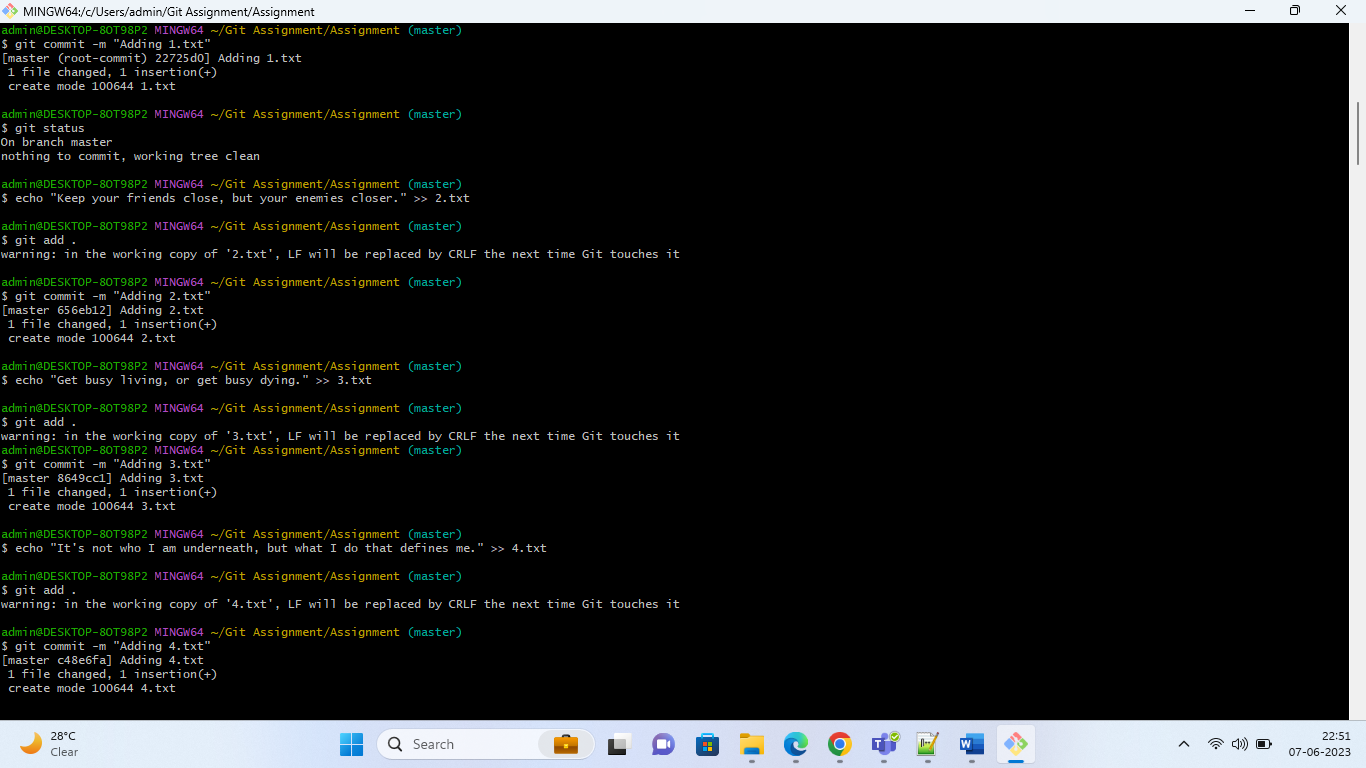 MINGW64:/c/Users/admin/Git Assignment/Assignment
admin@DESKTOP-8OT98P2 MINGW64 ~/Git Assignment/Assignment (master)
$ git commit -m "Adding 1.txt"
[master (root-commit) 22725d0] Adding 1.txt
 1 file changed, 1 insertion(+)
 create mode 100644 1.txt
admin@DESKTOP-8OT98P2 MINGW64 ~/Git Assignment/Assignment (master)
$ git status
On branch master
nothing to commit, working tree clean
admin@DESKTOP-8OT98P2 MINGW64 ~/Git Assignment/Assignment (master)
$ echo "Keep your friends close, but your enemies closer." >> 2.txt
admin@DESKTOP-8OT98P2 MINGW64 ~/Git Assignment/Assignment (master)
$ git add .
warning: in the working copy of '2.txt', LF will be replaced by CRLF the next time Git touches it
admin@DESKTOP-8OT98P2 MINGW64 ~/Git Assignment/Assignment (master)
$ git commit -m "Adding 2.txt"
[master 656eb12] Adding 2.txt
 1 file changed, 1 insertion(+)
 create mode 100644 2.txt
admin@DESKTOP-8OT98P2 MINGW64 ~/Git Assignment/Assignment (master)
$ echo "Get busy living, or get busy dying." >> 3.txt
admin@DESKTOP-8OT98P2 MINGW64 ~/Git Assignment/Assignment (master)
$ git add .
warning: in the working copy of '3.txt', LF will be replaced by CRLF the next time Git touches it
admin@DESKTOP-8OT98P2 MINGW64 ~/Git Assignment/Assignment (master)
$ git commit -m "Adding 3.txt"
[master 8649cc1] Adding 3.txt
 1 file changed, 1 insertion(+)
 create mode 100644 3.txt
admin@DESKTOP-8OT98P2 MINGW64 ~/Git Assignment/Assignment (master)
$ echo "It's not who I am underneath, but what I do that defines me." >> 4.txt
admin@DESKTOP-8OT98P2 MINGW64 ~/Git Assignment/Assignment (master)
$ git add .
warning: in the working copy of '4.txt', LF will be replaced by CRLF the next time Git touches it
admin@DESKTOP-8OT98P2 MINGW64 ~/Git Assignment/Assignment (master)
$ git commit -m "Adding 4.txt"
[master c48e6fa] Adding 4.txt
 1 file changed, 1 insertion(+)
 create mode 100644 4.txt
28°C
Clear
Search
22:51
07-06-2023